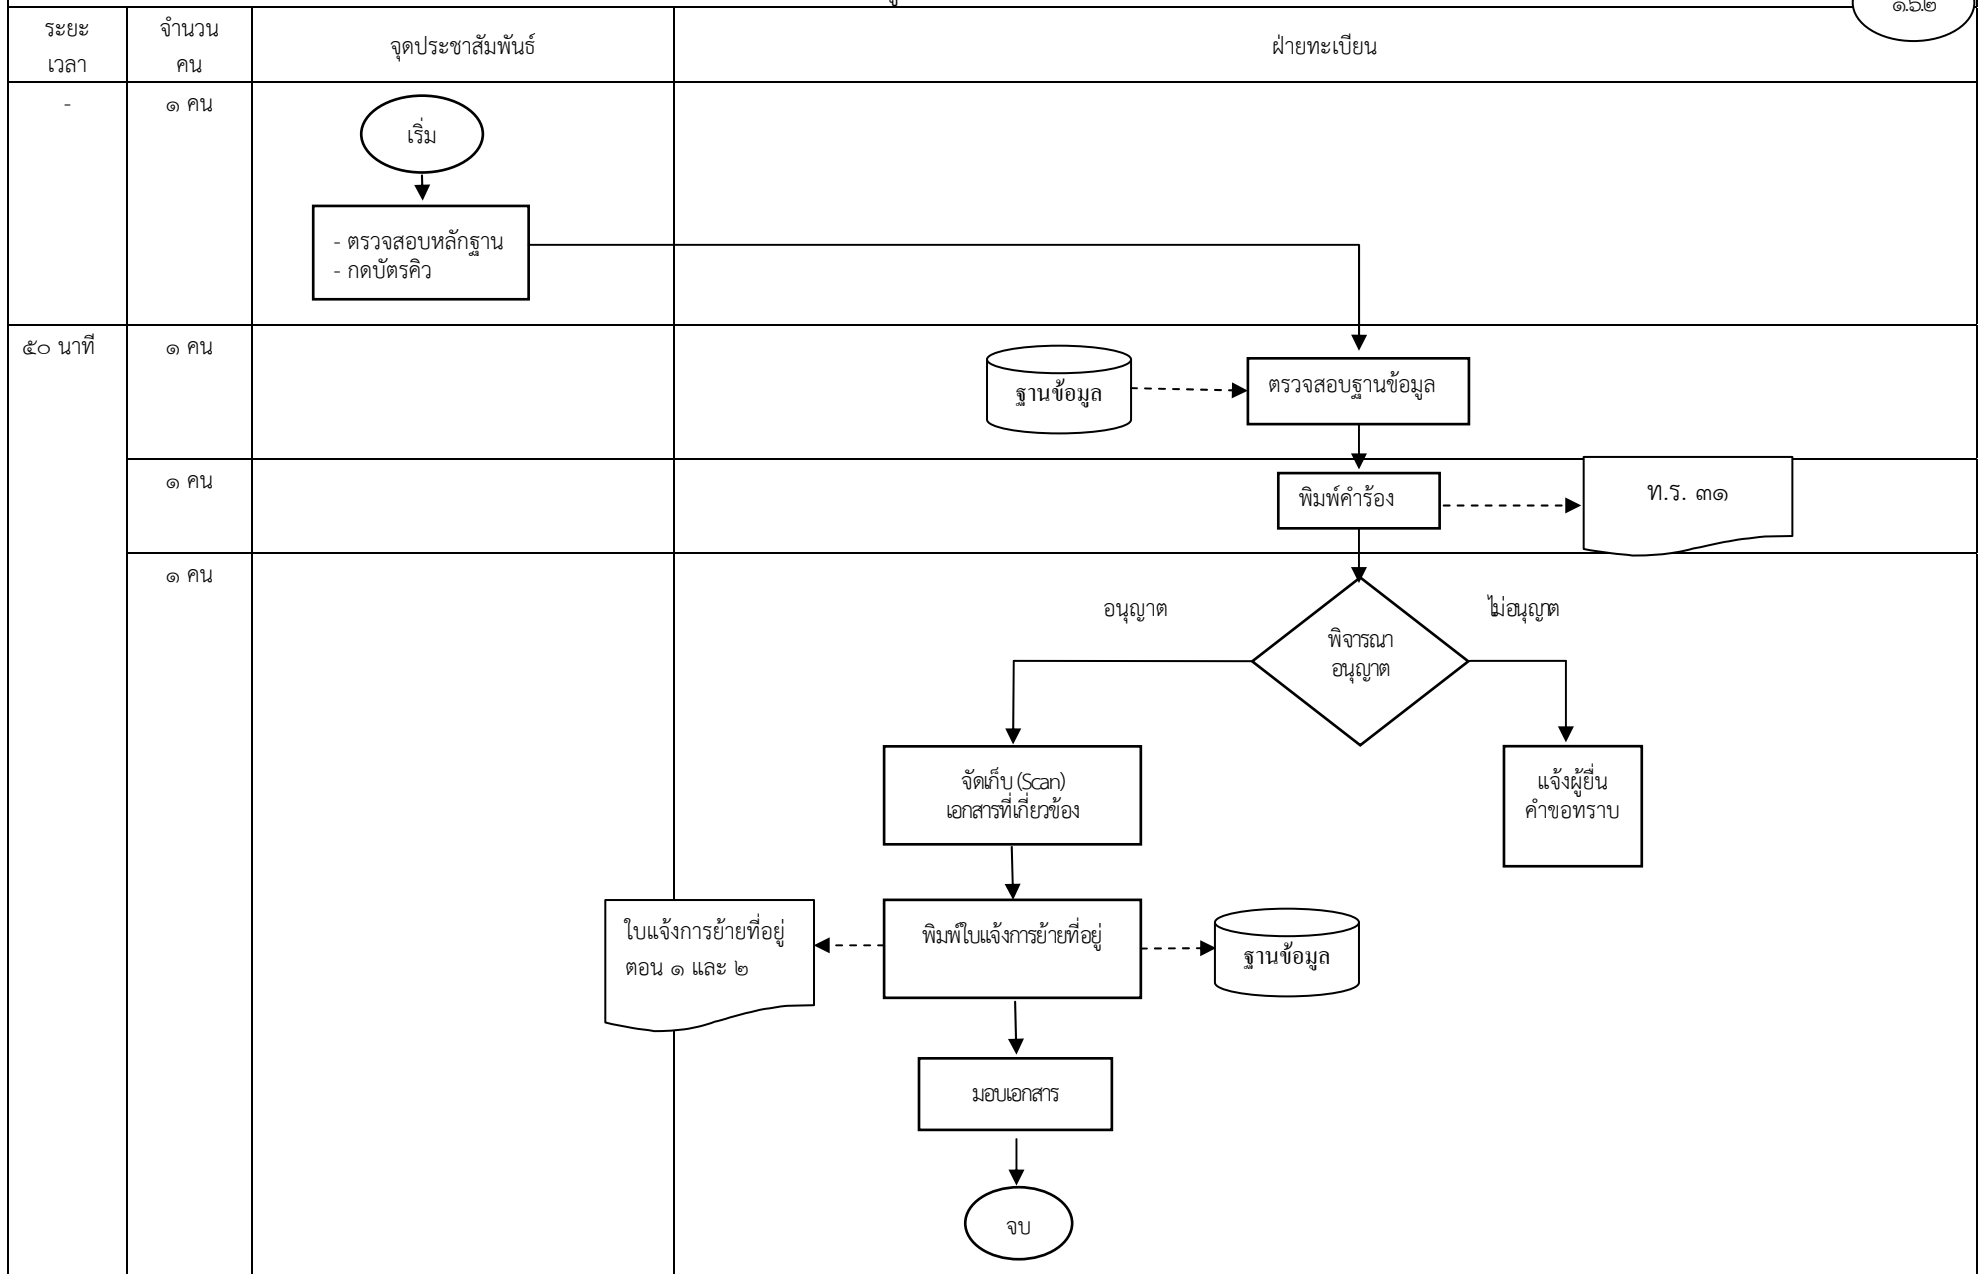 ๑.๖.๒
ระยะ
เวลา
จำนวน
คน
จุดประชาสัมพันธ์
ฝ่ายทะเบียน
-
๑ คน
เริ่ม
- ตรวจสอบหลักฐาน
- กดบัตรคิว
๕๐ นาที
๑ คน
ฐานข้อมูล
ตรวจสอบฐานข้อมูล
๑ คน
พิมพ์คำร้อง
ท.ร. ๓๑
๑ คน
อนุญาต
ไม่อนุญาต
พิจารณา
อนุญาต
จัดเก็บ (Scan)
เอกสารที่เกี่ยวข้อง
แจ้งผู้ยื่น
คำขอทราบ
ใบแจ้งการย้ายที่อยู่
ตอน ๑ และ ๒
พิมพ์ใบแจ้งการย้ายที่อยู่
ฐานข้อมูล
มอบเอกสาร
จบ